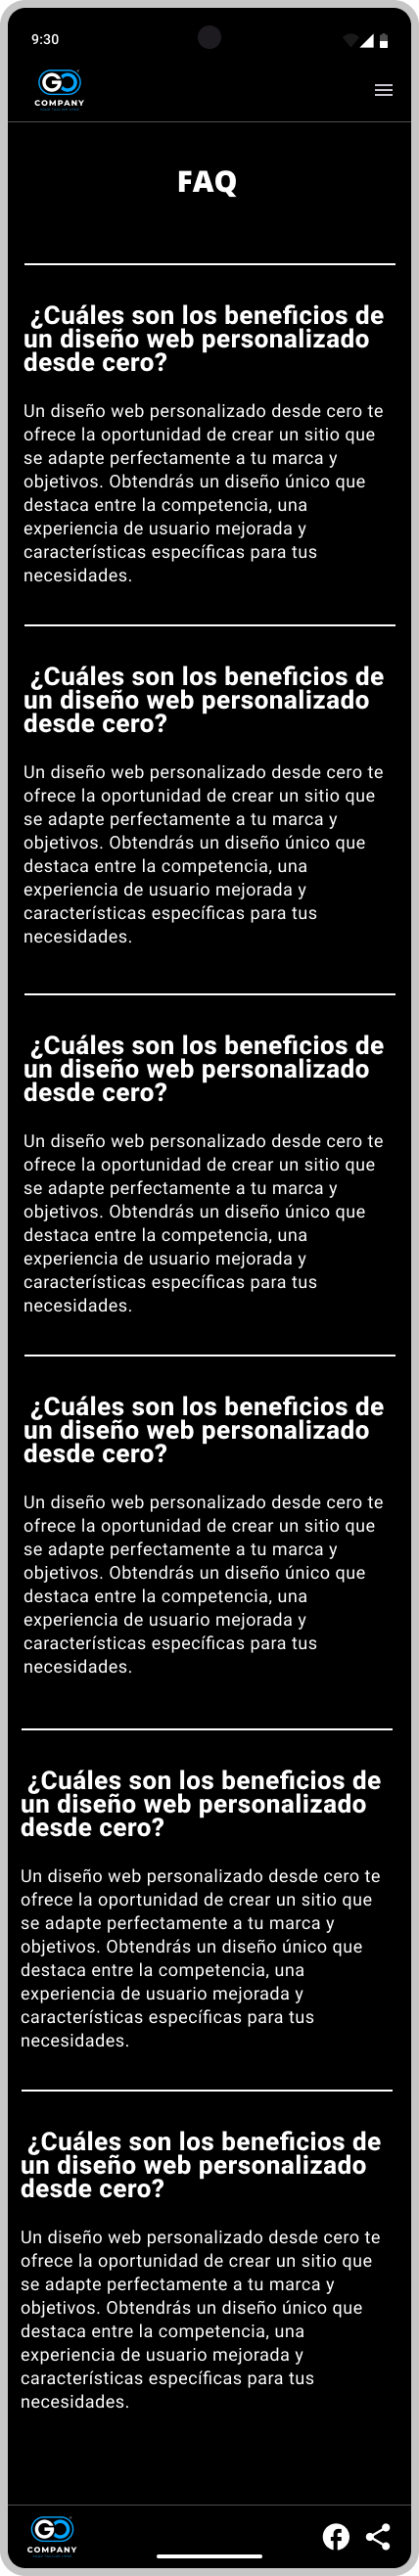 9:30
GO
COMPANY
FAQ
¿Cuáles son los beneficios de
un diseño web personalizado
desde cero?
Un diseño web personalizado desde cero te
ofrece la oportunidad de crear un sitio que
se adapte perfectamente a tu marca y
objetivos. Obtendrás un diseño único que
destaca entre la competencia, una
experiencia de usuario mejorada y
características específicas para tus
necesidades.
¿Cuáles son los beneficios de
un diseño web personalizado
desde cero?
Un diseño web personalizado desde cero te
ofrece la oportunidad de crear un sitio que
se adapte perfectamente a tu marca y
objetivos. Obtendrás un diseño único que
destaca entre la competencia, una
experiencia de usuario mejorada y
características específicas para tus
necesidades.
¿Cuáles son los beneficios de
un diseño web personalizado
desde cero?
Un diseño web personalizado desde cero te
ofrece la oportunidad de crear un sitio que
se adapte perfectamente a tu marca y
objetivos. Obtendrás un diseño único que
destaca entre la competencia, una
experiencia de usuario mejorada y
características específicas para tus
necesidades.
¿Cuáles son los beneficios de
un diseño web personalizado
desde cero?
Un diseño web personalizado desde cero te
ofrece la oportunidad de crear un sitio que
se adapte perfectamente a tu marca y
objetivos. Obtendrás un diseño único que
destaca entre la competencia, una
experiencia de usuario mejorada y
características específicas para tus
necesidades.
¿Cuáles son los beneficios de
un diseño web personalizado
desde cero?
Un diseño web personalizado desde cero te
ofrece la oportunidad de crear un sitio que
se adapte perfectamente a tu marca y
objetivos. Obtendrás un diseño único que
destaca entre la competencia, una
experiencia de usuario mejorada y
características específicas para tus
necesidades.
¿Cuáles son los beneficios de
un diseño web personalizado
desde cero?
Un diseño web personalizado desde cero te
ofrece la oportunidad de crear un sitio que
se adapte perfectamente a tu marca y
objetivos. Obtendrás un diseño único que
destaca entre la competencia, una
experiencia de usuario mejorada y
características específicas para tus
necesidades.
GO
COMPANY